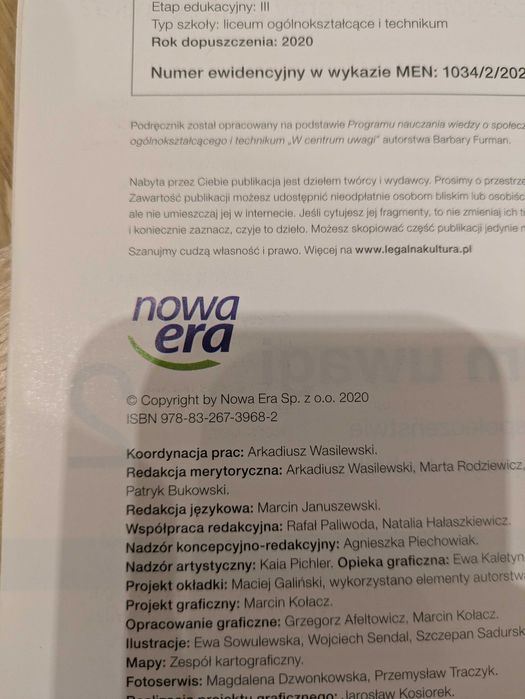 Etap edukacyjny: III
Typ szkoły: liceum ogólnokształcące i technikum
Rok dopuszczenia: 2020
Numer ewidencyjny w wykazie MEN: 1034/2/202
Podręcznik został opracowany na podstawie Programu nauczania wiedzy o społec
ogólnokształcącego i technikum „W centrum uwagi" autorstwa Barbary Furman.
Nabyta przez Ciebie publikacja jest dziełem twórcy i wydawcy. Prosimy o przestrze
Zawartość publikacji możesz udostępnić nieodpłatnie osobom bliskim lub osobiśc
ale nie umieszczaj jej w internecie. Jeśli cytujesz jej fragmenty, to nie zmieniaj ich t
i koniecznie zaznacz, czyje to dzieło. Możesz skopiować część publikacji jedynie n
Szanujmy cudzą własność i prawo. Więcej na www.legalnakultura.pl
nowa
era
© Copyright by Nowa Era Sp. z o.o. 2020
ISBN 978-83-267-3968-2
Koordynacja prac: Arkadiusz Wasilewski.
Redakcja merytoryczna: Arkadiusz Wasilewski, Marta Rodziewicz,
Patryk Bukowski.
Redakcja językowa: Marcin Januszewski.
Współpraca redakcyjna: Rafał Paliwoda, Natalia Hałaszkiewicz.
Nadzór koncepcyjno-redakcyjny: Agnieszka Piechowiak.
Nadzór artystyczny: Kaia Pichler. Opieka graficzna: Ewa Kaletyn
Projekt okładki: Maciej Galiński, wykorzystano elementy autorstwa
Projekt graficzny: Marcin Kołacz.
Opracowanie graficzne: Grzegorz Afeltowicz, Marcin Kołacz.
Ilustracje: Ewa Sowulewska, Wojciech Sendal, Szczepan Sadursk
Mapy: Zespół kartograficzny.
Fotoserwis: Magdalena Dzwonkowska, Przemysław Traczyk.
Realizacja projektu graficznego: Jarosław Kosiorek.